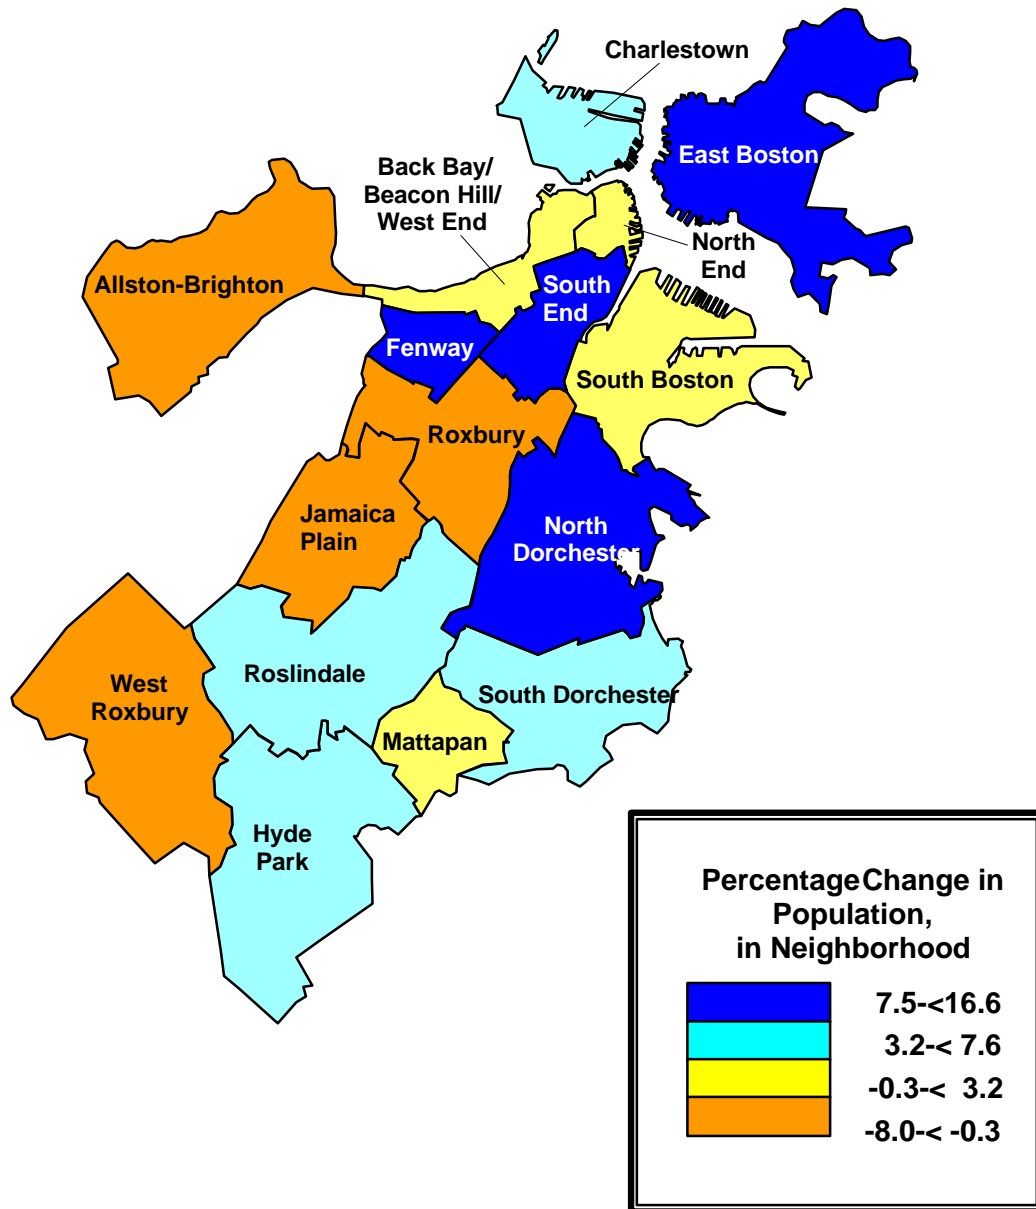 Charlestown
East Boston
Back Bay/
Beacon Hill/
West End
North
End
Allston-Brighton
South
End
Fenway
South Boston
Roxbury
Jamaica
Plain
North
Dorchester
West
Roxbury
Roslindale
South Dorchester
Mattapan
Hyde
Park
Percentage Change in
Population,
in Neighborhood
7.5-<16.6
3.2-< 7.6
-0.3-< 3.2
-8.0-< -0.3